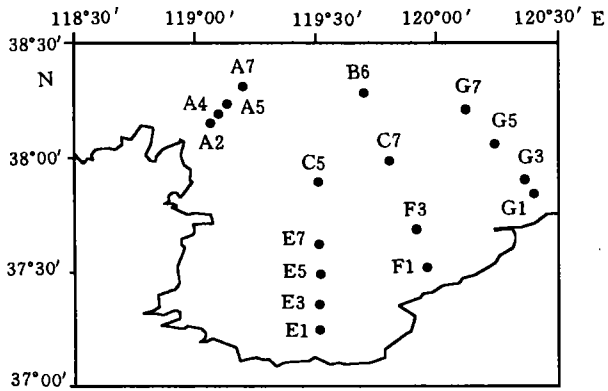 118°30′ 119°00′ 119°30′ 120°00′ 120°30′ E
38°30′
N
A7
B6
G7
A4 A5
G5
A2
38°00′
C7
G3
C5
G1
F3
E7
37°30′
E5
F1
E3
E1
37°00′